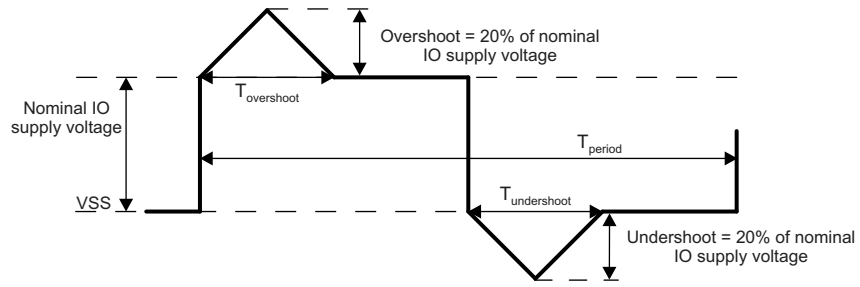 Overshoot = 20% of nominal
IO supply voltage
Nominal IO
supply voltage
Tovershoot
Tperiod
VSS
Tundershoot
Undershoot = 20% of nominal
IO supply voltage